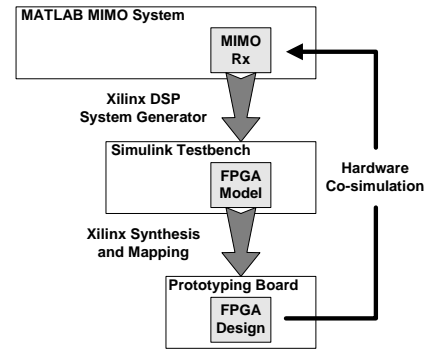 MATLAB MIMO System
MIMO
Rx
Xilinx DSP
System Generator
Simulink Testbench
FPGA
Model
Hardware
Co-simulation
Xilinx Synthesis
and Mapping
Prototyping Board
FPGA
Design